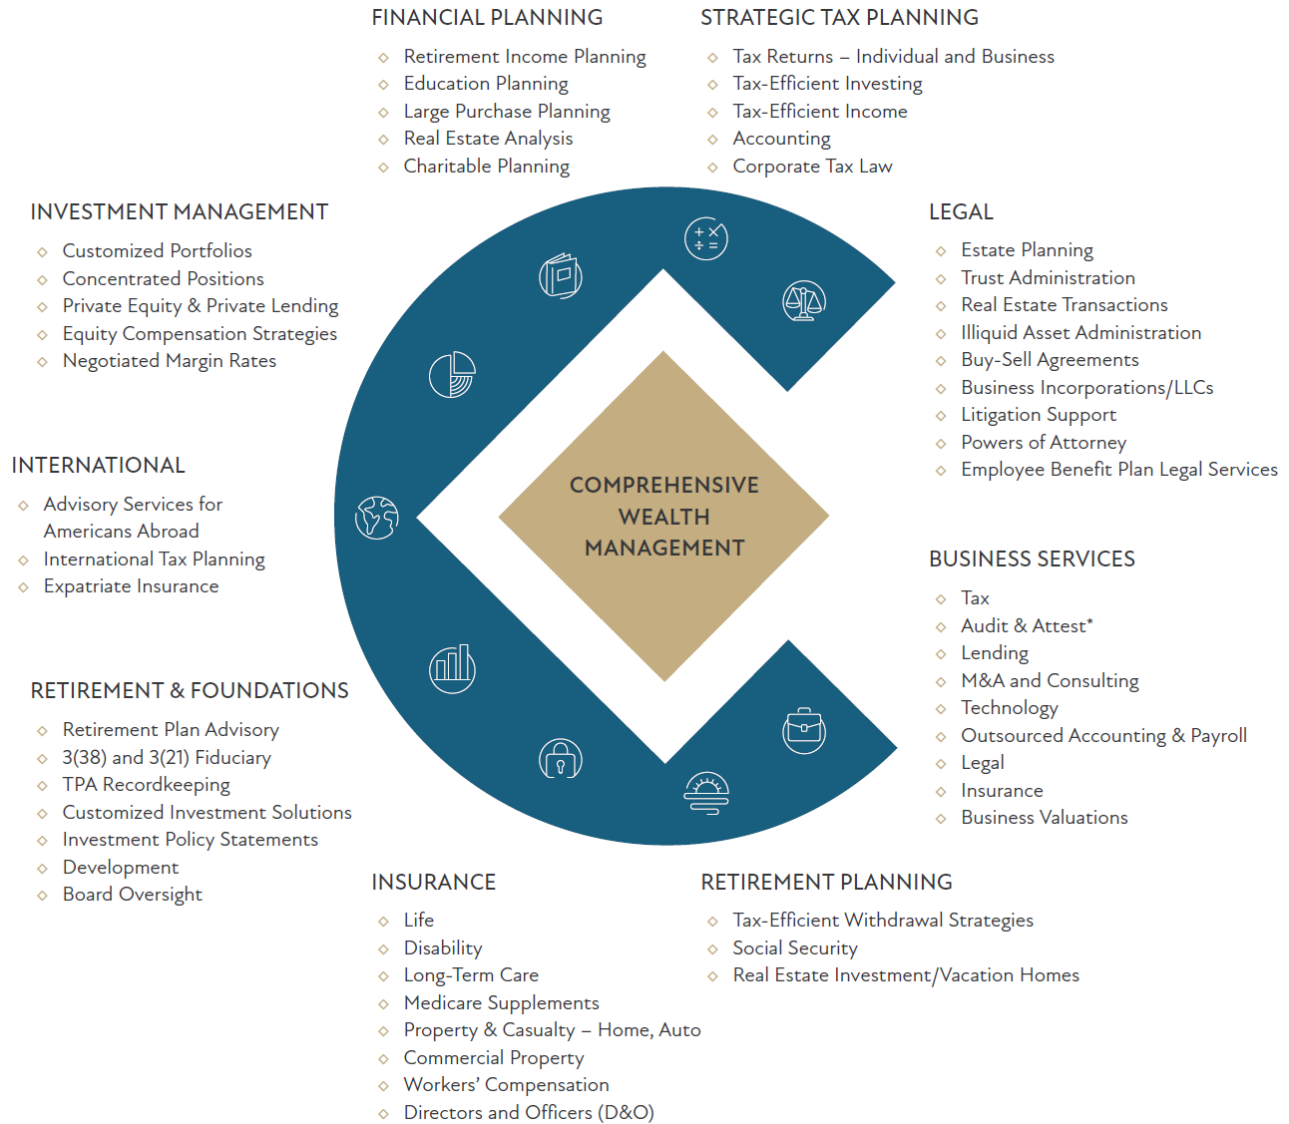 FINANCIAL PLANNING
Retirement Income Planning
Education Planning
Large Purchase Planning
Real Estate Analysis
Charitable Planning
STRATEGIC TAX PLANNING
Tax Returns – Individual and Business
Tax-Efficient Investing
Tax-Efficient Income
Accounting
Corporate Tax Law
INVESTMENT MANAGEMENT
Customized Portfolios
Concentrated Positions
Private Equity & Private Lending
Equity Compensation Strategies
Negotiated Margin Rates
LEGAL
Estate Planning
Trust Administration
Real Estate Transactions
Illiquid Asset Administration
Buy-Sell Agreements
Business Incorporations/LLCs
Litigation Support
Powers of Attorney
Employee Benefit Plan Legal Services
INTERNATIONAL
Advisory Services for
Americans Abroad
International Tax Planning
Expatriate Insurance
COMPREHENSIVE
WEALTH
MANAGEMENT
BUSINESS SERVICES
Tax
Audit & Attest*
Lending
M&A and Consulting
Technology
Outsourced Accounting & Payroll
Legal
Insurance
Business Valuations
RETIREMENT & FOUNDATIONS
Retirement Plan Advisory
3(38) and 3(21) Fiduciary
TPA Recordkeeping
Customized Investment Solutions
Investment Policy Statements
Development
Board Oversight
INSURANCE
Life
Disability
Long-Term Care
Medicare Supplements
Property & Casualty – Home, Auto
Commercial Property
Workers’ Compensation
Directors and Officers (D&O)
RETIREMENT PLANNING
Tax-Efficient Withdrawal Strategies
Social Security
Real Estate Investment/Vacation Homes